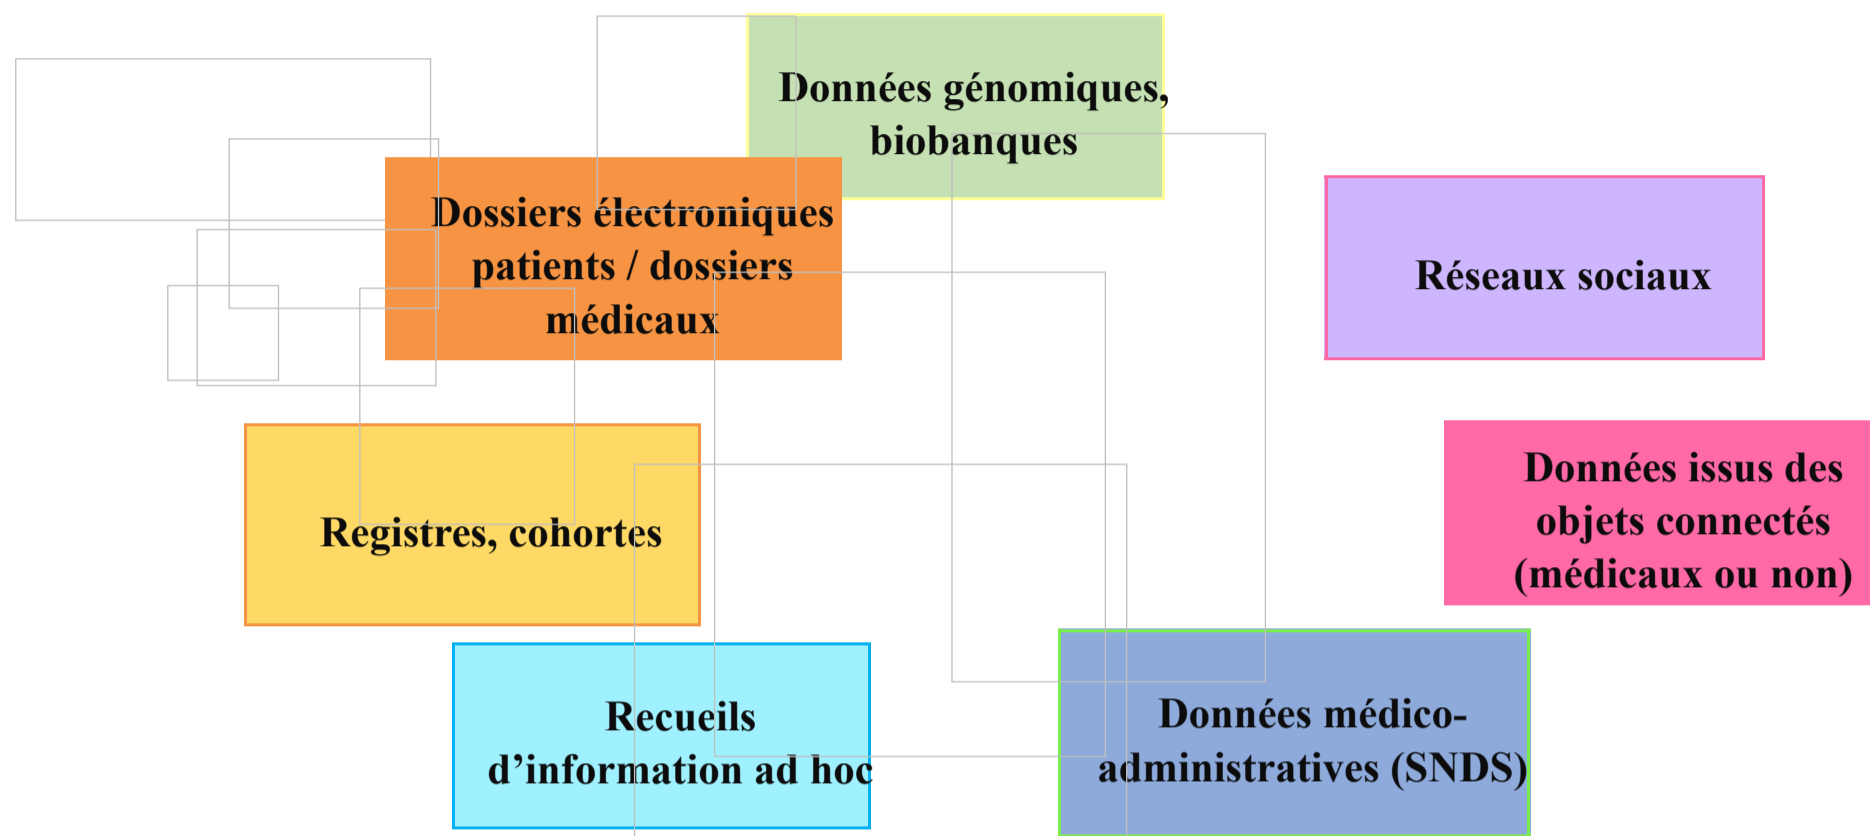 Données génomiques,
biobanques
Dossiers électroniques
patients / dossiers
médicaux
Réseaux sociaux
Registres, cohortes
Données issus des
objets connectés
(médicaux ou non)
Recueils
d’information ad hoc
Données médico-
administratives (SNDS)